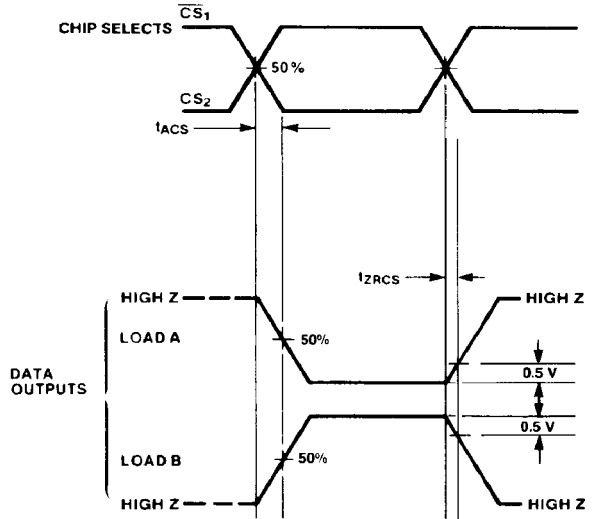 CS1
CHIP SELECTS
50%
CS2
tACS
tZRCS
HIGH Z
HIGH Z
LOAD A
50%
0.5 V
DATA
OUTPUTS
0.5 V
LOAD B
50%
HIGH Z
HIGH Z